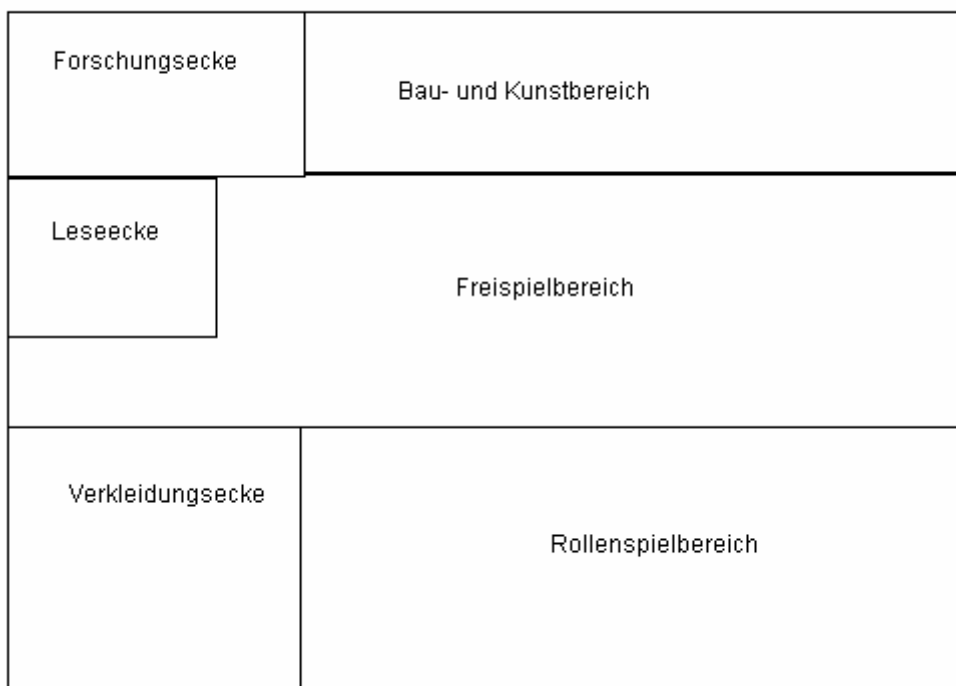 Forschungsecke
Bau- und Kunstbereich
Leseecke
Freispielbereich
Verkleidungsecke
Rollenspielbereich